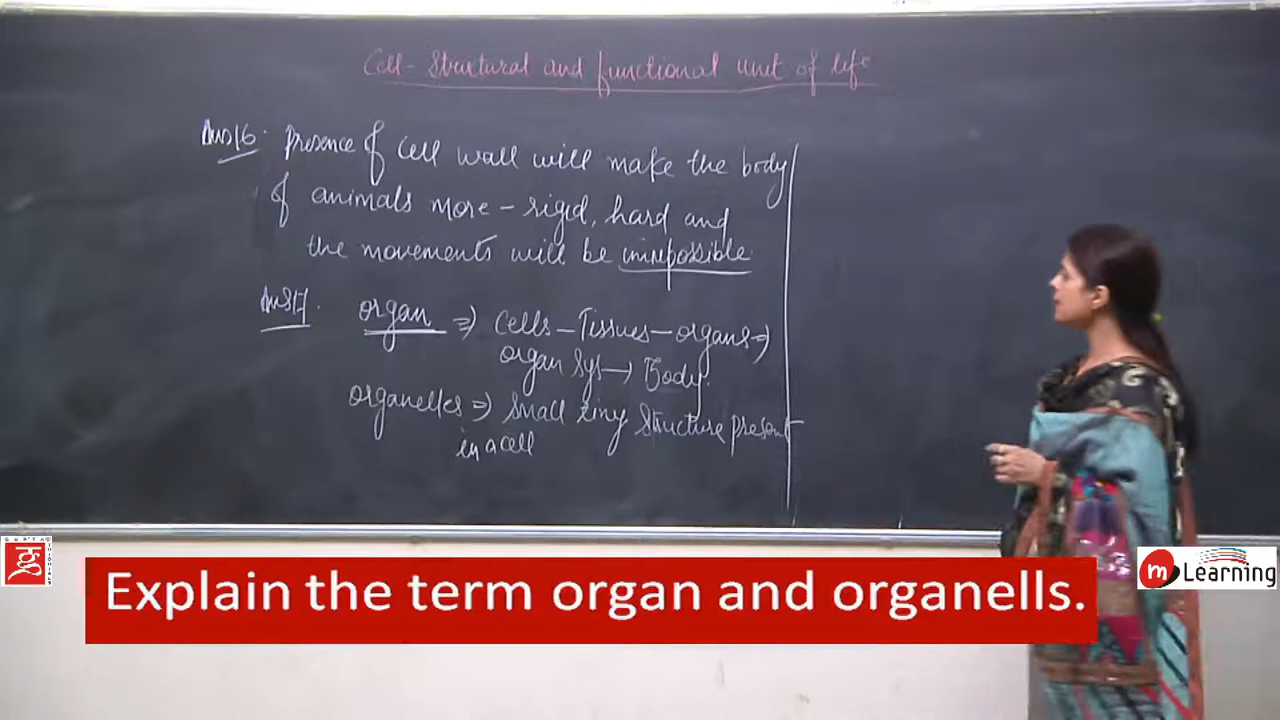 Cell - Structural and functional unit of life
Ans16. Presence of cell wall will make the body
of animals more - rigid, hard and
the movements will be impossible.
Ans17. organ => Cells - Tissues - organs =>
organ sys -> Body.
organelles => Small tiny structure present
in a cell
GUPTA
m Learning
Explain the term organ and organells.